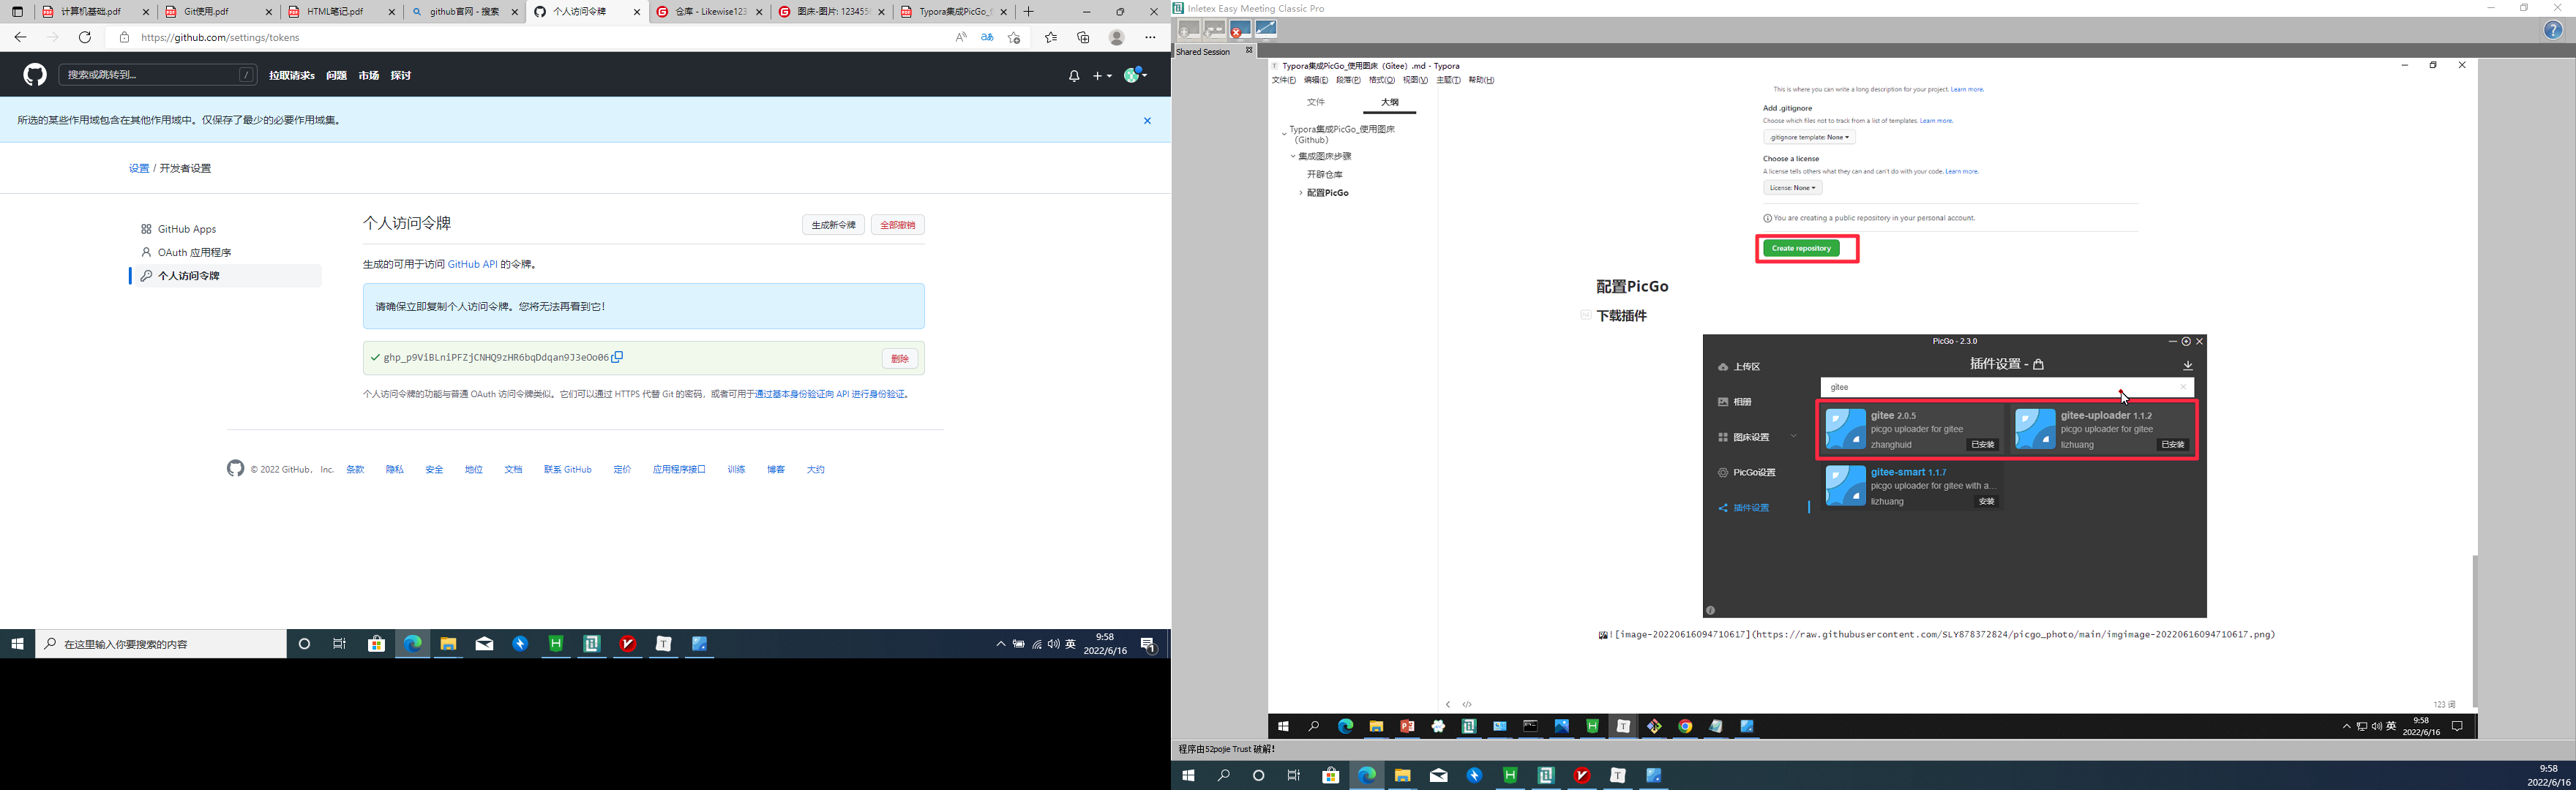 计算机基础.pdf
Git使用.pdf
HTML笔记.pdf
github官网 - 搜索
个人访问令牌
仓库 - Likewise123
图床-图片: 123455
Typora集成PicGo_
https://github.com/settings/tokens
搜索或跳转到...
/
拉取请求s 问题 市场 探讨
所选的某些作用域包含在其他作用域中。仅保存了最少的必要作用域集。
设置 / 开发者设置
GitHub Apps
OAuth 应用程序
个人访问令牌
个人访问令牌
生成新令牌
全部撤销
生成的可用于访问 GitHub API 的令牌。
请确保立即复制个人访问令牌。您将无法再看到它!
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
删除
个人访问令牌的功能与普通 OAuth 访问令牌类似。它们可以通过 HTTPS 代替 Git 的密码，或者可用于通过基本身份验证向 API 进行身份验证。
© 2022 GitHub， Inc. 条款 隐私 安全 地位 文档 联系 GitHub 定价 应用程序接口 训练 博客 大约
在这里输入你要搜索的内容
英
9:58
2022/6/16
1
Inletex Easy Meeting Classic Pro
Shared Session
Typora集成PicGo_使用图床（Gitee）.md - Typora
文件(F) 编辑(E) 段落(P) 格式(O) 视图(V) 主题(T) 帮助(H)
文件 大纲
Typora集成PicGo_使用图床
（Github）
集成图床步骤
开辟仓库
配置PicGo
This is where you can write a long description for your project. Learn more.
Add .gitignore
Choose which files not to track from a list of templates. Learn more.
.gitignore template: None
Choose a license
A license tells others what they can and can't do with your code. Learn more.
License: None
You are creating a public repository in your personal account.
Create repository
配置PicGo
h4
下载插件
PicGo - 2.3.0
插件设置 -
上传区
相册
图床设置
PicGo设置
插件设置
gitee
gitee 2.0.5
picgo uploader for gitee
zhanghuid
已安装
gitee-uploader 1.1.2
picgo uploader for gitee
lizhuang
已安装
gitee-smart 1.1.7
picgo uploader for gitee with a...
lizhuang
安装
![image-20220616094710617](https://raw.githubusercontent.com/SLY878372824/picgo_photo/main/imgimage-20220616094710617.png)
123 词
英
9:58
2022/6/16
程序由52pojie Trust 破解!
9:58
2022/6/16